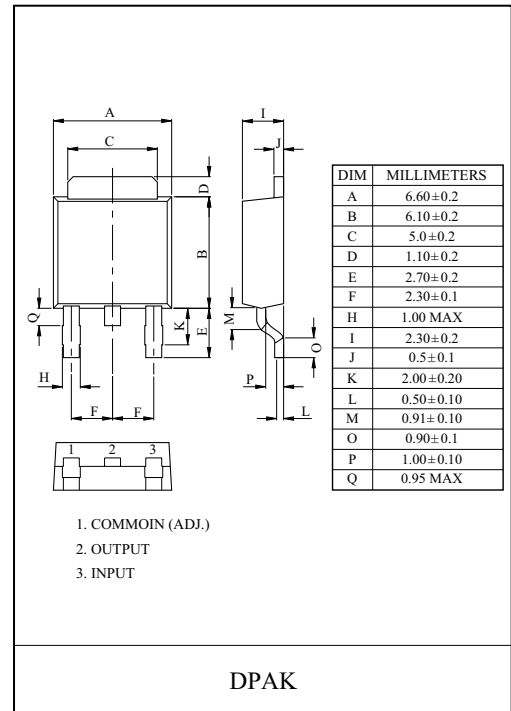 A
C
I
J
D
B
Q
K
E
M
O
H
P
F F
L
1 2 3
1. COMMOIN (ADJ.)
2. OUTPUT
3. INPUT
DIM MILLIMETERS
A 6.60±0.2
B 6.10±0.2
C 5.0±0.2
D 1.10±0.2
E 2.70±0.2
F 2.30±0.1
H 1.00 MAX
I 2.30±0.2
J 0.5±0.1
K 2.00±0.20
L 0.50±0.10
M 0.91±0.10
O 0.90±0.1
P 1.00±0.10
Q 0.95 MAX
DPAK